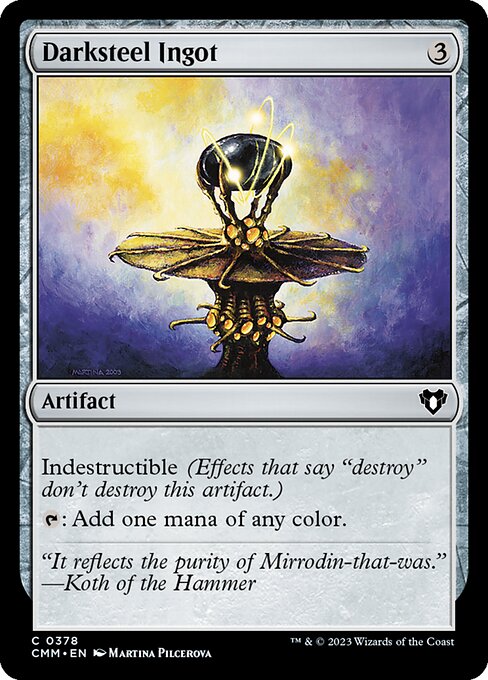 Darksteel Ingot 3
MARTINA 2003
Artifact
Indestructible (Effects that say “destroy”
don’t destroy this artifact.)
: Add one mana of any color.
“It reflects the purity of Mirrodin-that-was.”
—Koth of the Hammer
C 0378
CMM • EN MARTINA PILCEROVA
™ & © 2023 Wizards of the Coast